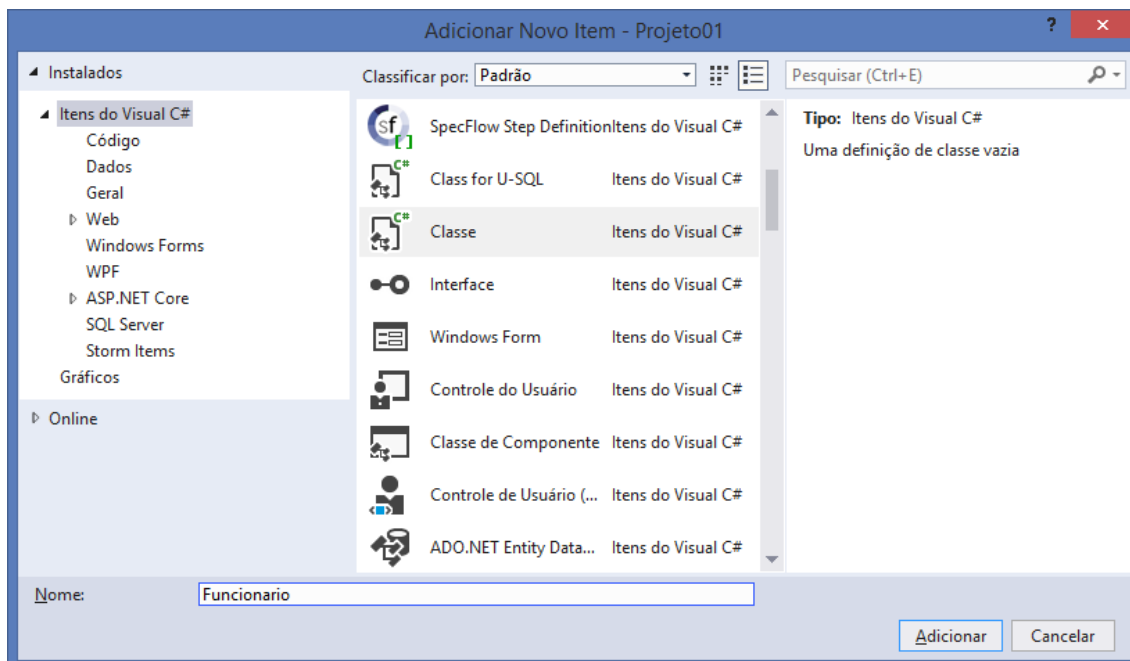 Adicionar Novo Item - Projeto01
?
Instalados
Classificar por: Padrão
Pesquisar (Ctrl+E)
Itens do Visual C#
Código
Dados
Geral
Web
Windows Forms
WPF
ASP.NET Core
SQL Server
Storm Items
Gráficos
Online
SpecFlow Step DefinitionItens do Visual C#
Class for U-SQL Itens do Visual C#
Classe Itens do Visual C#
Interface Itens do Visual C#
Windows Form Itens do Visual C#
Controle do Usuário Itens do Visual C#
Classe de Componente Itens do Visual C#
Controle de Usuário (... Itens do Visual C#
ADO.NET Entity Data... Itens do Visual C#
Tipo: Itens do Visual C#
Uma definição de classe vazia
Nome: Funcionario
Adicionar Cancelar